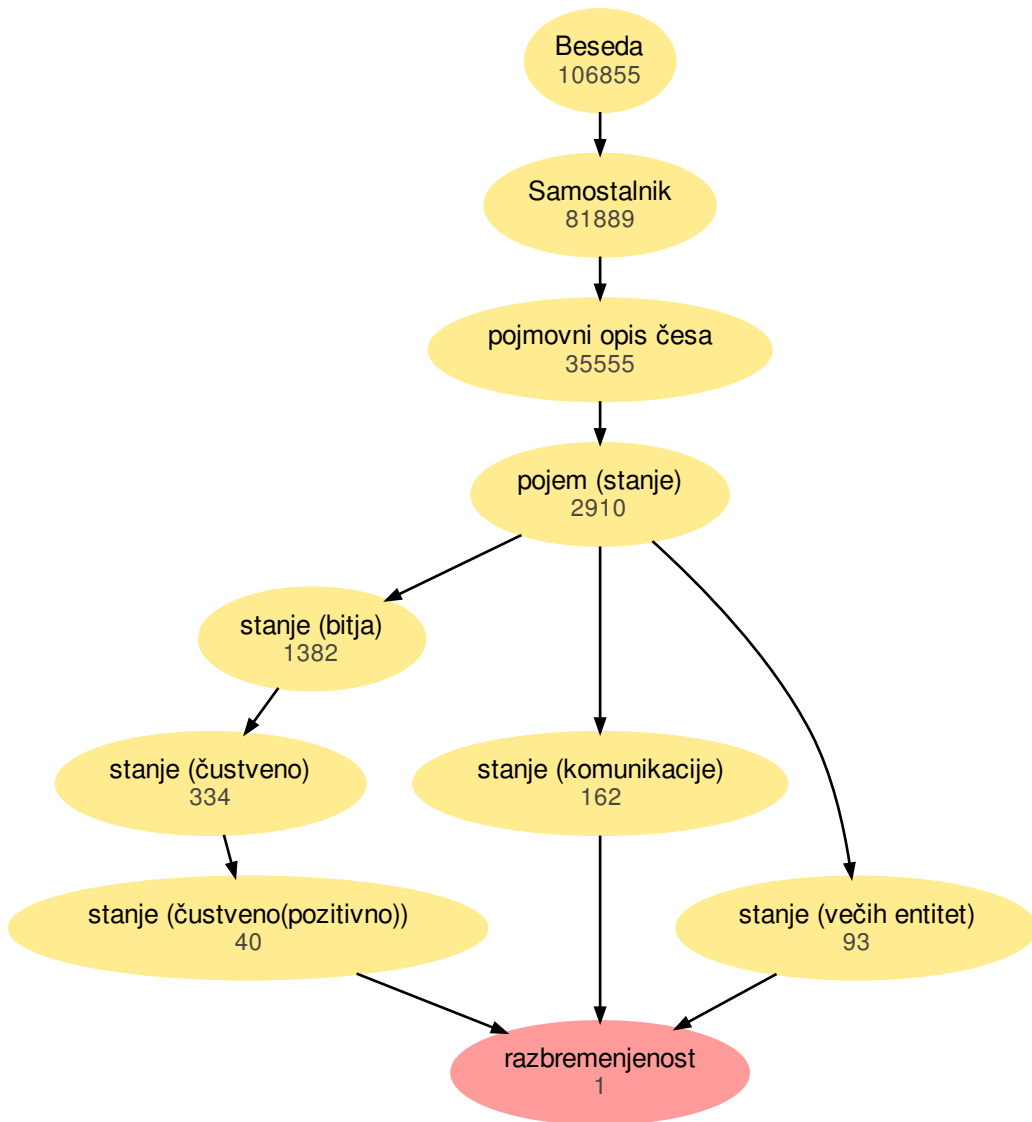 Beseda
106855
Samostalnik
81889
pojmovni opis česa
35555
pojem (stanje)
2910
stanje (bitja)
1382
stanje (čustveno)
334
stanje (komunikacije)
162
stanje (čustveno(pozitivno))
40
stanje (večih entitet)
93
razbremenjenost
1